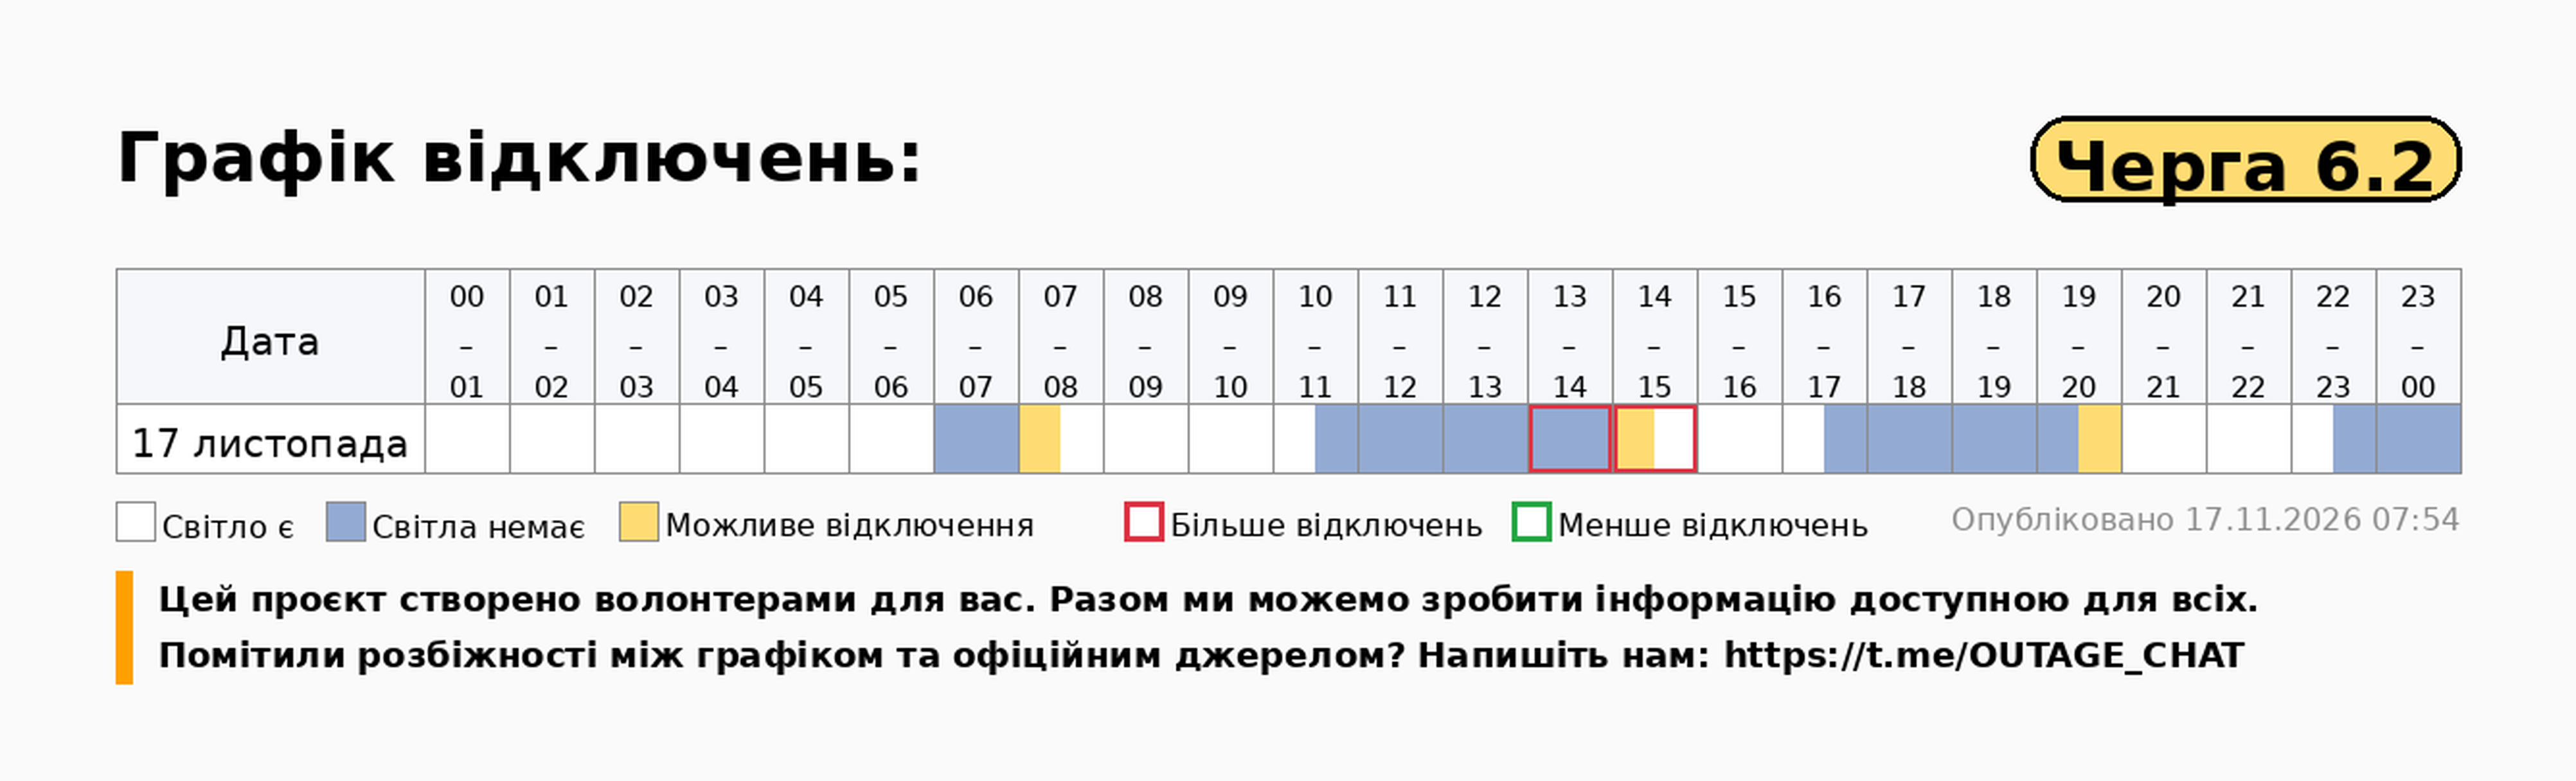 Графік відключень:
Черга 6.2
Дата
00 – 01
01 – 02
02 – 03
03 – 04
04 – 05
05 – 06
06 – 07
07 – 08
08 – 09
09 – 10
10 – 11
11 – 12
12 – 13
13 – 14
14 – 15
15 – 16
16 – 17
17 – 18
18 – 19
19 – 20
20 – 21
21 – 22
22 – 23
23 – 00
17 листопада
Світло є
Світла немає
Можливе відключення
Більше відключень
Менше відключень
Опубліковано 17.11.2026 07:54
Цей проєкт створено волонтерами для вас. Разом ми можемо зробити інформацію доступною для всіх.
Помітили розбіжності між графіком та офіційним джерелом? Напишіть нам: https://t.me/OUTAGE_CHAT